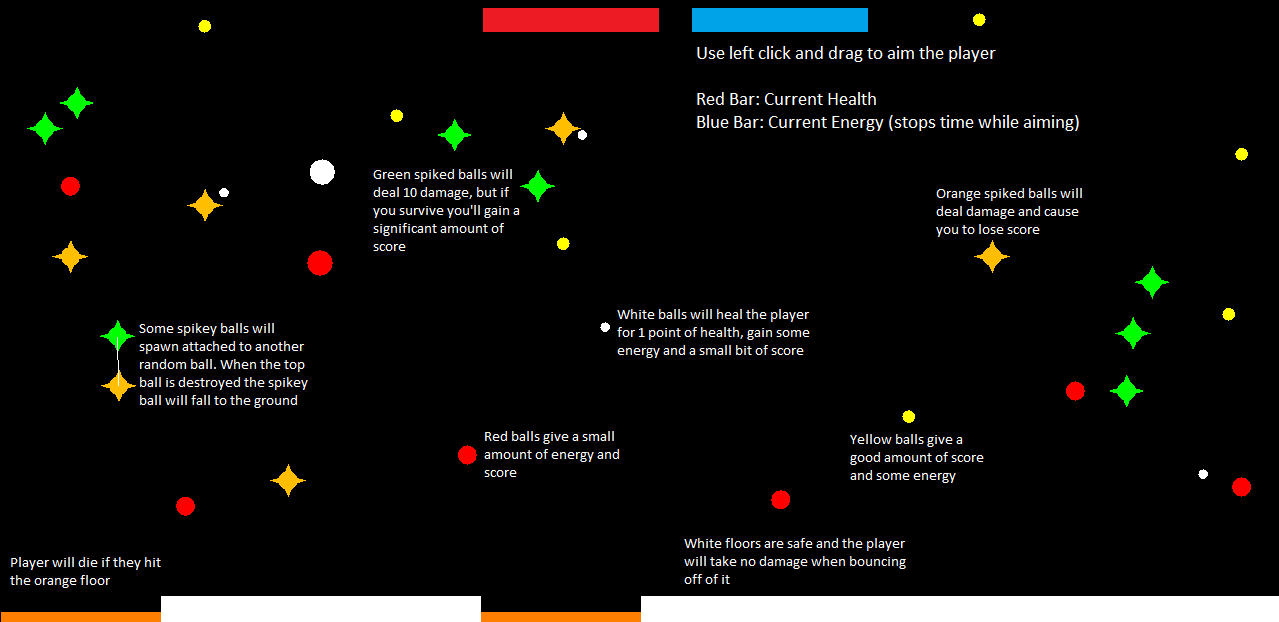 Use left click and drag to aim the player
Red Bar: Current Health
Blue Bar: Current Energy (stops time while aiming)
Green spiked balls will
deal 10 damage, but if
you survive you'll gain a
significant amount of
score
Orange spiked balls will
deal damage and cause
you to lose score
Some spikey balls will
spawn attached to another
random ball. When the top
ball is destroyed the spikey
ball will fall to the ground
White balls will heal the player
for 1 point of health, gain some
energy and a small bit of score
Red balls give a small
amount of energy and
score
Yellow balls give a
good amount of score
and some energy
Player will die if they hit
the orange floor
White floors are safe and the player
will take no damage when bouncing
off of it